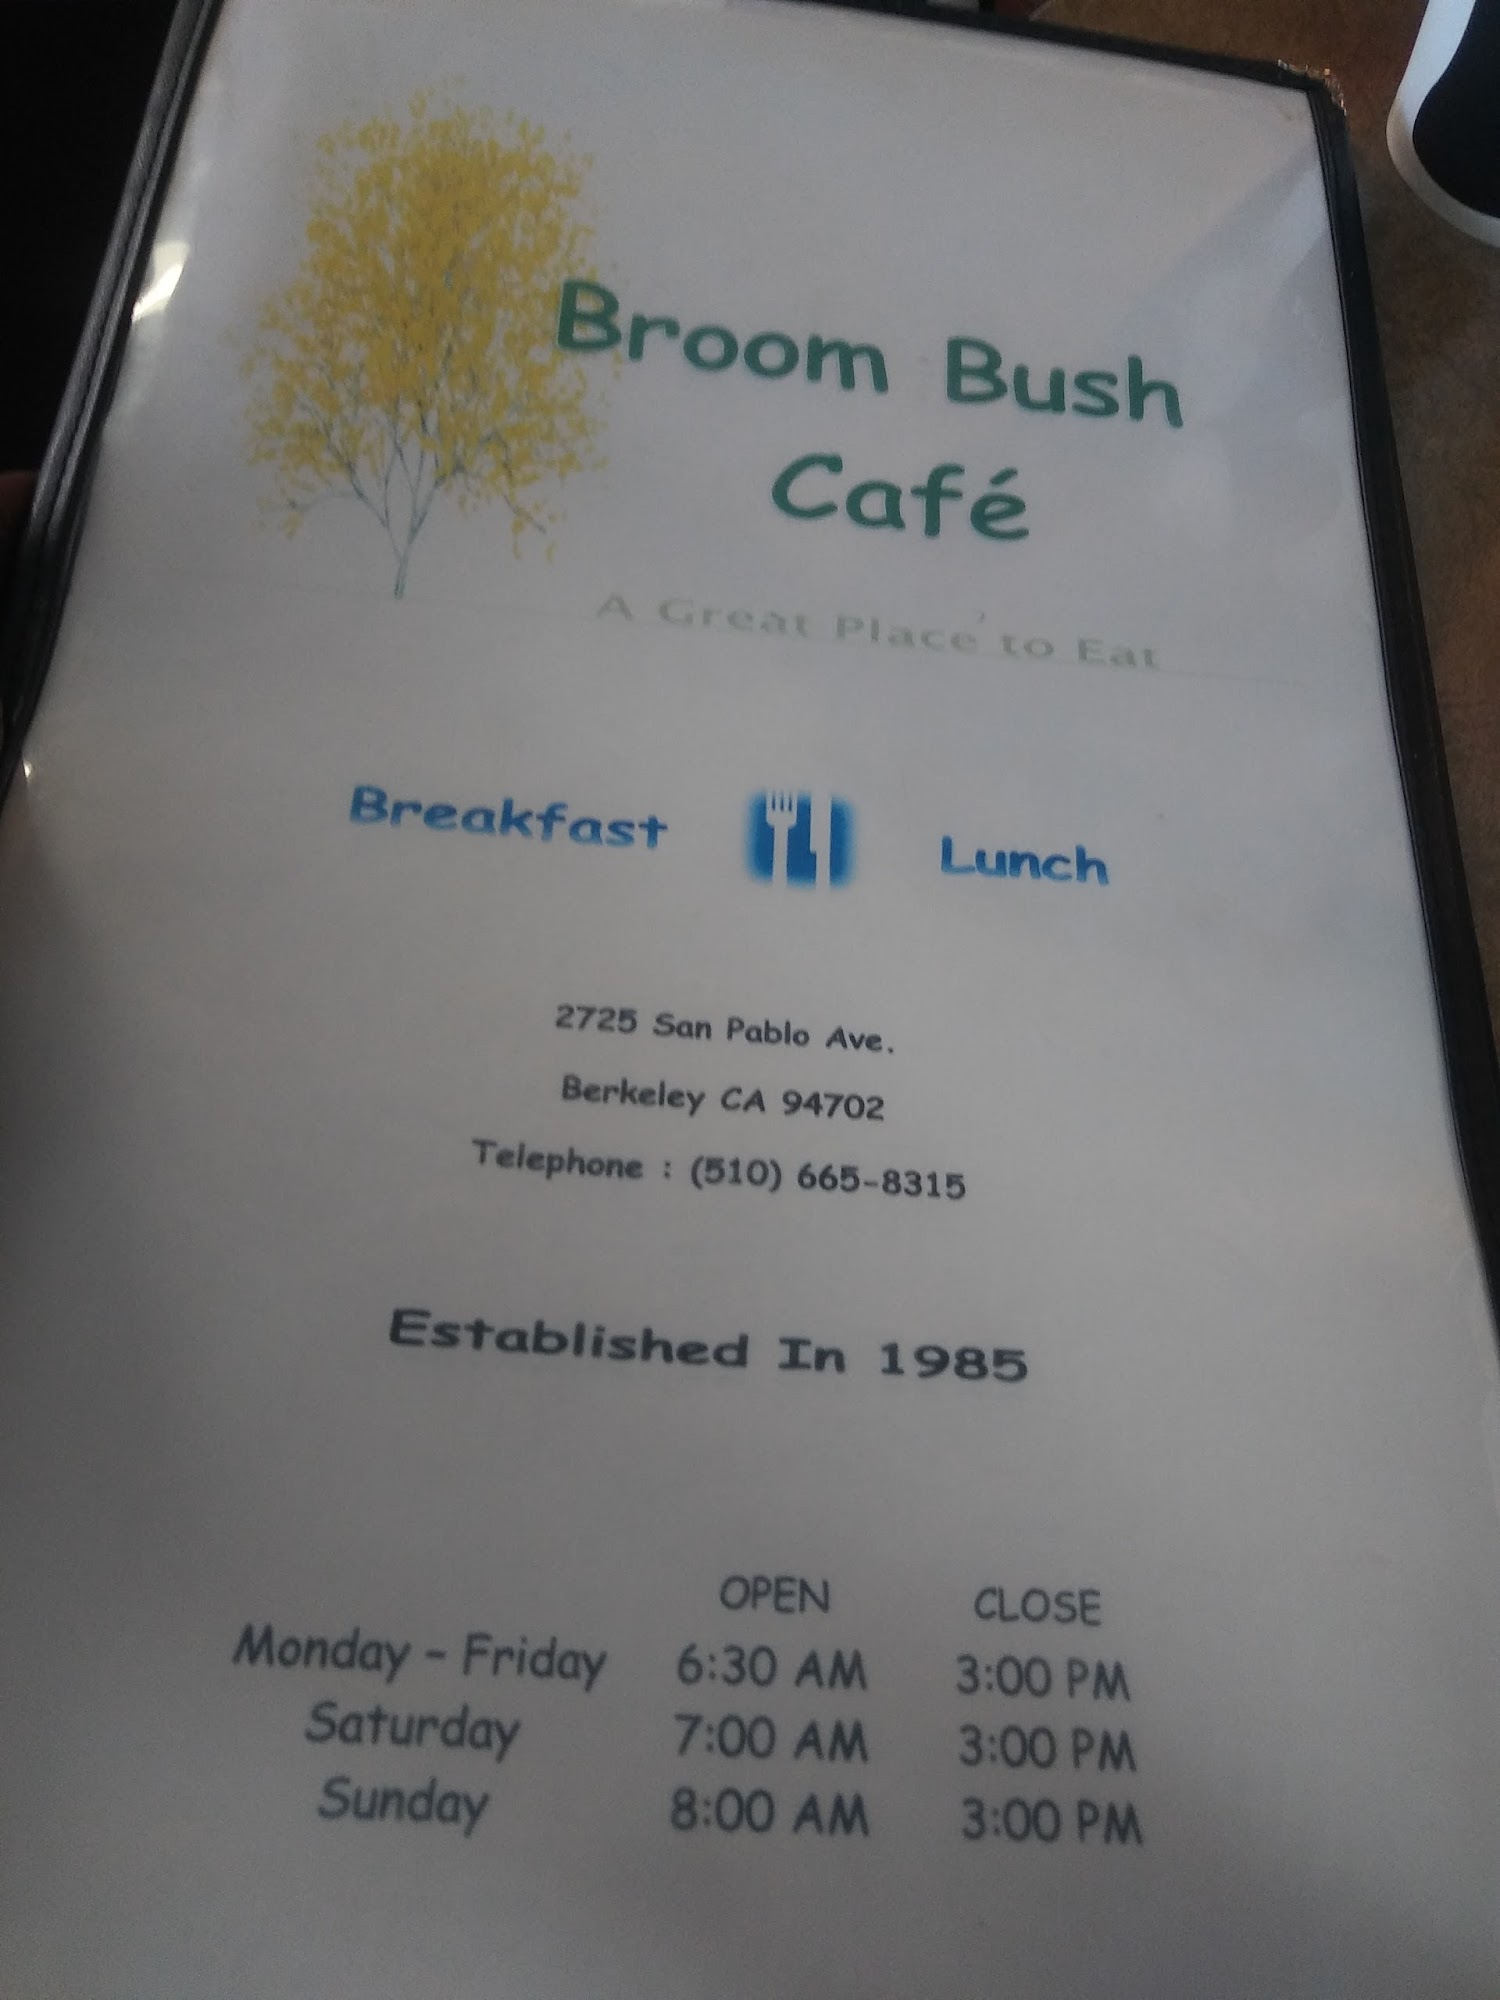 Broom Bush
Café
A Great Place to Eat
Breakfast Lunch
2725 San Pablo Ave.
Berkeley CA 94702
Telephone : (510) 665-8315
Established In 1985
OPEN CLOSE
Monday - Friday 6:30 AM 3:00 PM
Saturday 7:00 AM 3:00 PM
Sunday 8:00 AM 3:00 PM